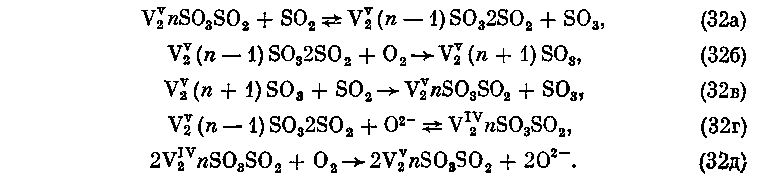 V₂ⱽnSO₃SO₂ + SO₂ ⇌ V₂ⱽ(n — 1) SO₃2SO₂ + SO₃, (32а)
V₂ⱽ(n — 1) SO₃2SO₂ + O₂ → V₂ⱽ(n + 1) SO₃, (32б)
V₂ⱽ(n + 1) SO₃ + SO₂ → V₂ⱽnSO₃SO₂ + SO₃, (32в)
V₂ⱽ(n — 1) SO₃2SO₂ + O²⁻ ⇌ V₂ᴵⱽnSO₃SO₂, (32г)
2V₂ᴵⱽnSO₃SO₂ + O₂ → 2V₂ⱽnSO₃SO₂ + 2O²⁻. (32д)